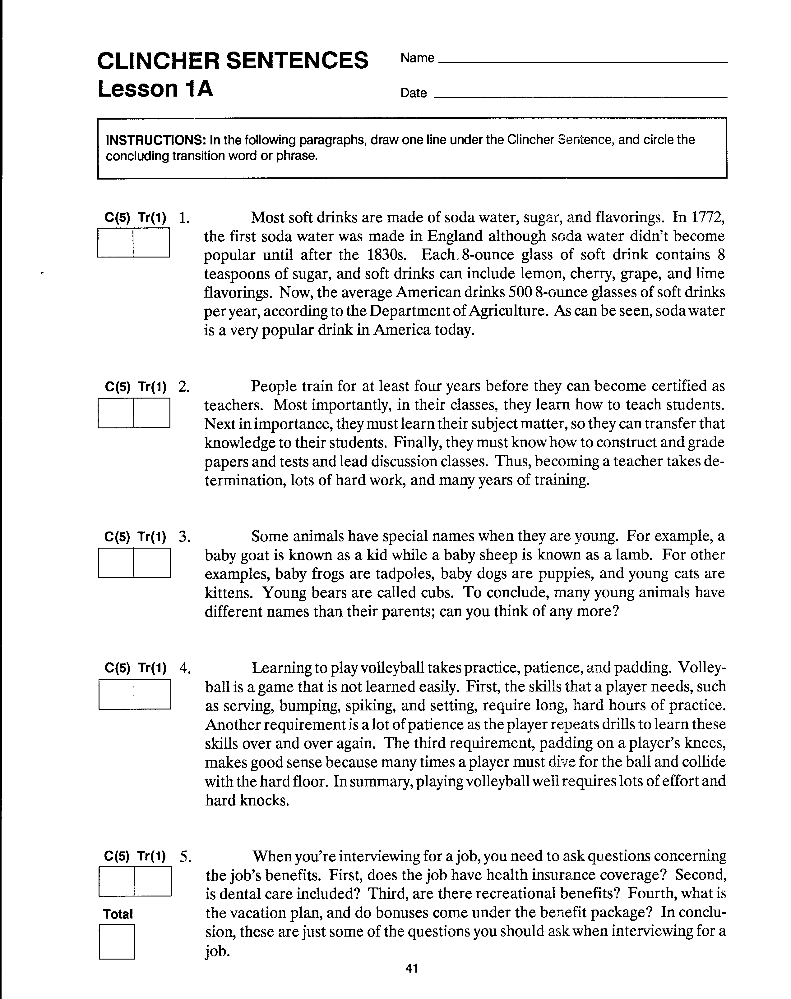 CLINCHER SENTENCES
Name
Lesson 1A
Date
INSTRUCTIONS: In the following paragraphs, draw one line under the Clincher Sentence, and circle the
concluding transition word or phrase.
C(5) Tr(1) 1. Most soft drinks are made of soda water, sugar, and flavorings. In 1772,
the first soda water was made in England although soda water didn't become
popular until after the 1830s. Each 8-ounce glass of soft drink contains 8
teaspoons of sugar, and soft drinks can include lemon, cherry, grape, and lime
flavorings. Now, the average American drinks 500 8-ounce glasses of soft drinks
per year, according to the Department of Agriculture. As can be seen, soda water
is a very popular drink in America today.
C(5) Tr(1) 2. People train for at least four years before they can become certified as
teachers. Most importantly, in their classes, they learn how to teach students.
Next in importance, they must learn their subject matter, so they can transfer that
knowledge to their students. Finally, they must know how to construct and grade
papers and tests and lead discussion classes. Thus, becoming a teacher takes de-
termination, lots of hard work, and many years of training.
C(5) Tr(1) 3. Some animals have special names when they are young. For example, a
baby goat is known as a kid while a baby sheep is known as a lamb. For other
examples, baby frogs are tadpoles, baby dogs are puppies, and young cats are
kittens. Young bears are called cubs. To conclude, many young animals have
different names than their parents; can you think of any more?
C(5) Tr(1) 4. Learning to play volleyball takes practice, patience, and padding. Volley-
ball is a game that is not learned easily. First, the skills that a player needs, such
as serving, bumping, spiking, and setting, require long, hard hours of practice.
Another requirement is a lot of patience as the player repeats drills to learn these
skills over and over again. The third requirement, padding on a player's knees,
makes good sense because many times a player must dive for the ball and collide
with the hard floor. In summary, playing volleyball well requires lots of effort and
hard knocks.
C(5) Tr(1) 5. When you're interviewing for a job, you need to ask questions concerning
the job's benefits. First, does the job have health insurance coverage? Second,
is dental care included? Third, are there recreational benefits? Fourth, what is
Total
the vacation plan, and do bonuses come under the benefit package? In conclu-
sion, these are just some of the questions you should ask when interviewing for a
job.
41